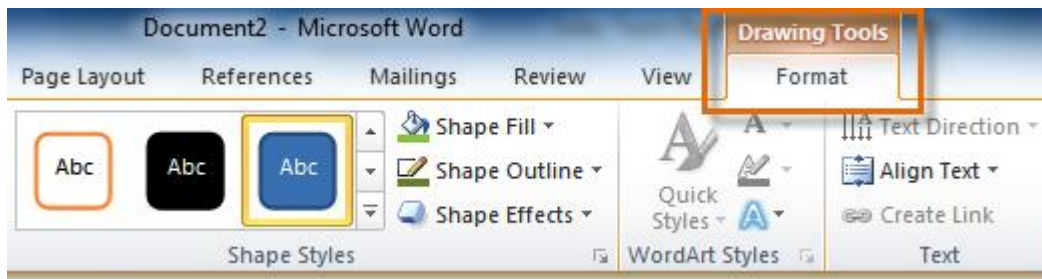 Document2 - Microsoft Word
Drawing Tools
Page Layout References Mailings Review View Format
Abc Abc Abc
Shape Fill
Shape Outline
Shape Effects
Shape Styles
A A
Quick
Styles
A
WordArt Styles
Text Direction
Align Text
Create Link
Text